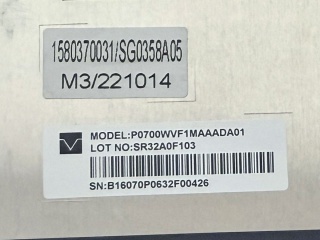 1580370031/SG0358A05
M3/221014
MODEL:P0700WVF1MAAADA01
LOT NO:SR32A0F103
SN:B16070P0632F00426